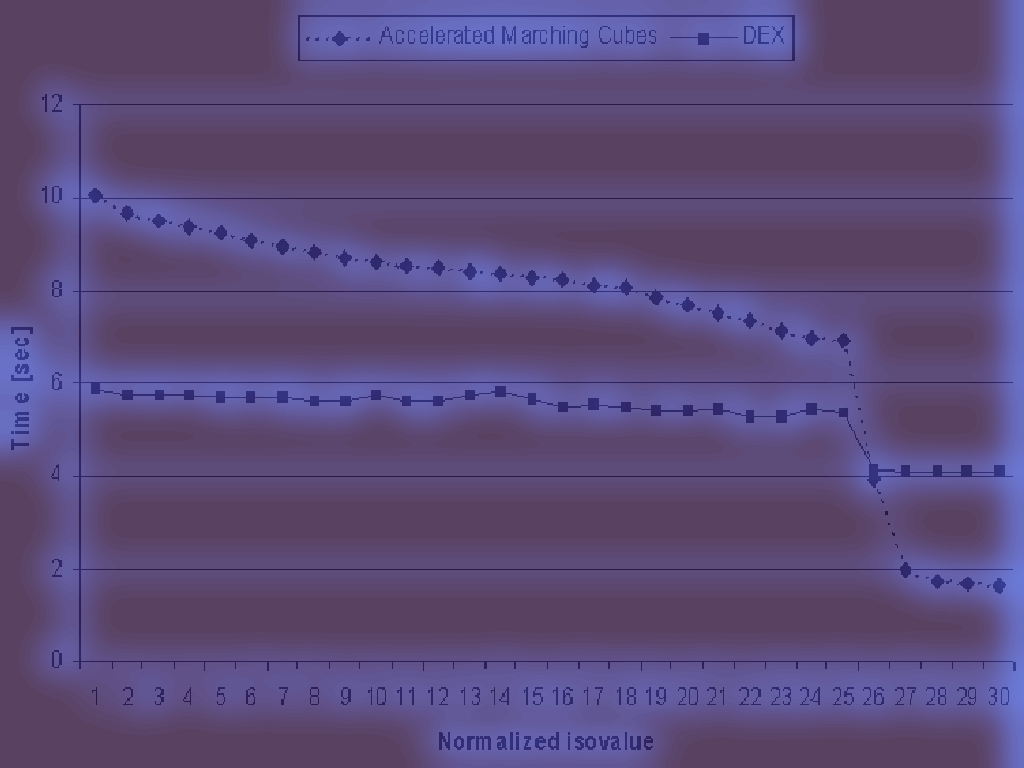 Accelerated Marching Cubes DEX
12
10
8
6
4
2
0
Time [sec]
1 2 3 4 5 6 7 8 9 10 11 12 13 14 15 16 17 18 19 20 21 22 23 24 25 26 27 28 29 30
Normalized isovalue